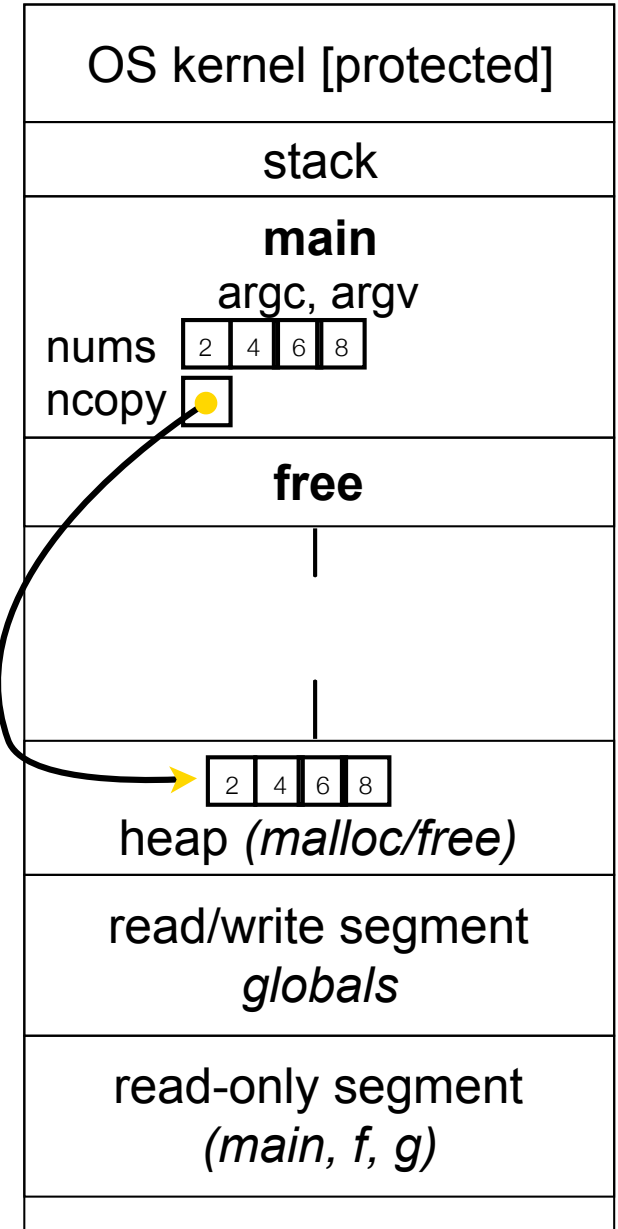 OS kernel [protected]
stack
main
argc, argv
nums 2 4 6 8
ncopy
free
2 4 6 8
heap (malloc/free)
read/write segment
globals
read-only segment
(main, f, g)